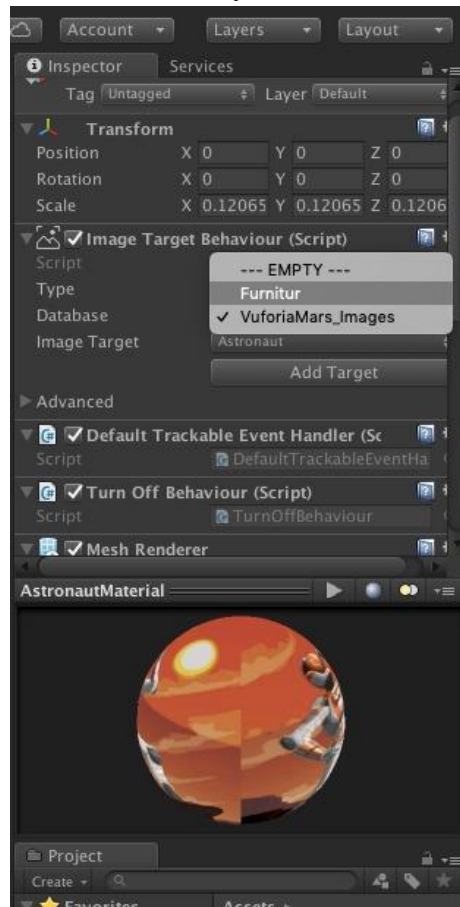 Account Layers Layout
Inspector Services
Tag Untagged Layer Default
Transform
Position X 0 Y 0 Z 0
Rotation X 0 Y 0 Z 0
Scale X 0.12065 Y 0.12065 Z 0.1206
Image Target Behaviour (Script)
Script
--- EMPTY ---
Type
Furnitur
Database
✓ VuforiaMars_Images
Image Target Astronaut
Add Target
Advanced
Default Trackable Event Handler (Sc
Script DefaultTrackableEventHa
Turn Off Behaviour (Script)
Script TurnOffBehaviour
Mesh Renderer
AstronautMaterial
Project
Create
Favorites Assets